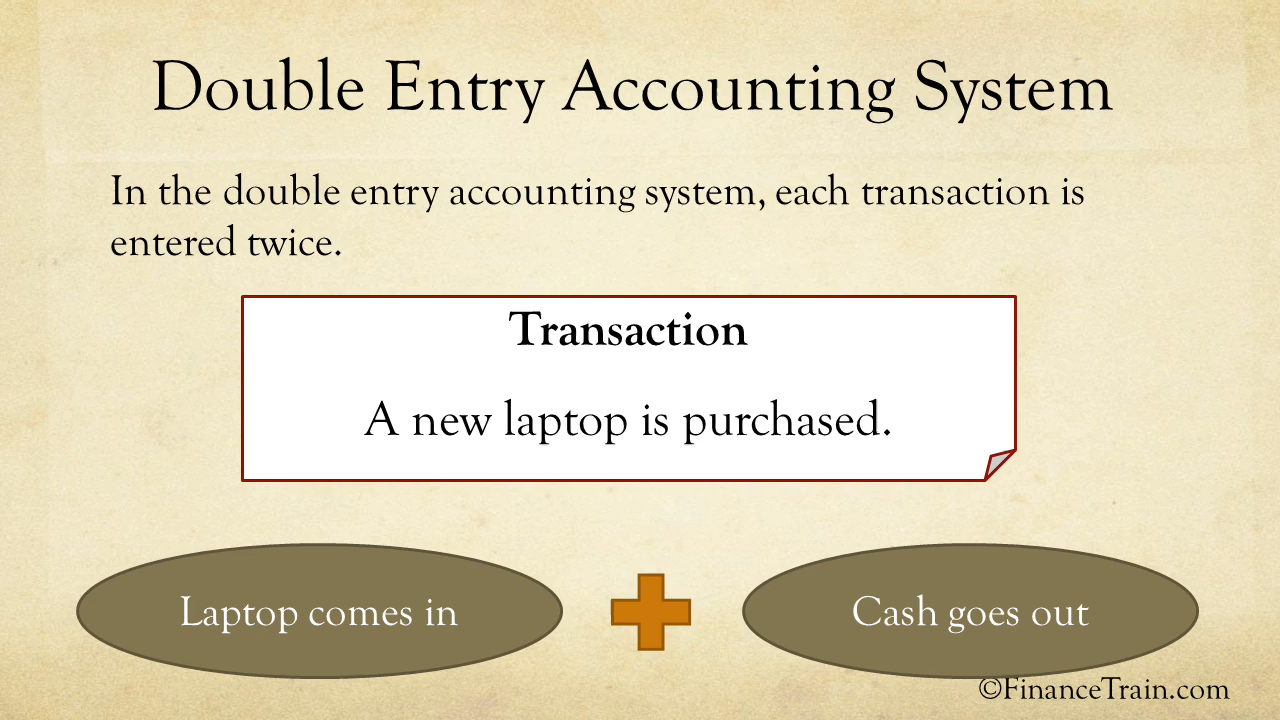 Double Entry Accounting System
In the double entry accounting system, each transaction is
entered twice.
Transaction
A new laptop is purchased.
Laptop comes in
Cash goes out
©FinanceTrain.com